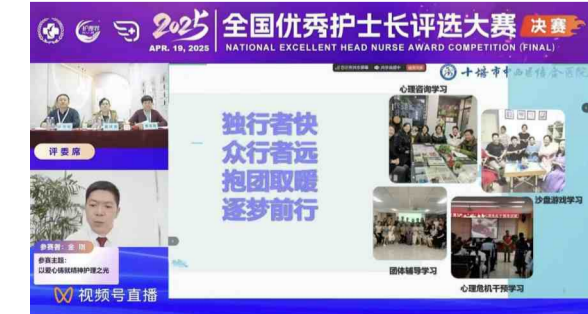 2025
APR. 19, 2025
全国优秀护士长评选大赛
决赛
NATIONAL EXCELLENT HEAD NURSE AWARD COMPETITION (FINAL)
十堰市中西医结合医院
评委席
独行者快
众行者远
抱团取暖
逐梦前行
心理咨询学习
沙盘游戏学习
团体辅导学习
心理危机干预学习
参赛者:
参赛主题:
以爱心铸就精神护理之光
视频号直播